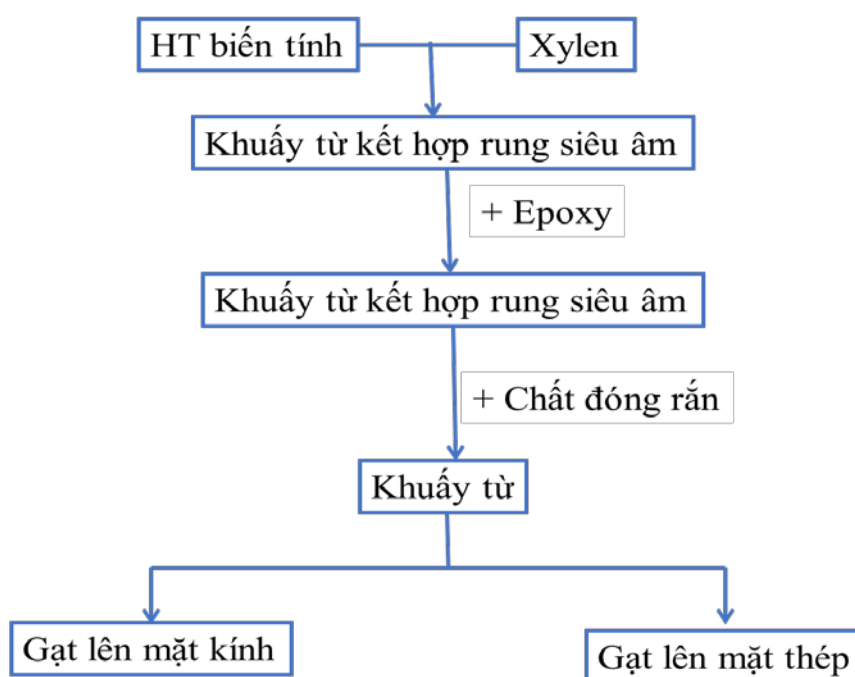 HT biến tính
Xylen
Khuấy từ kết hợp rung siêu âm
+ Epoxy
Khuấy từ kết hợp rung siêu âm
+ Chất đóng rắn
Khuấy từ
Gạt lên mặt kính
Gạt lên mặt thép